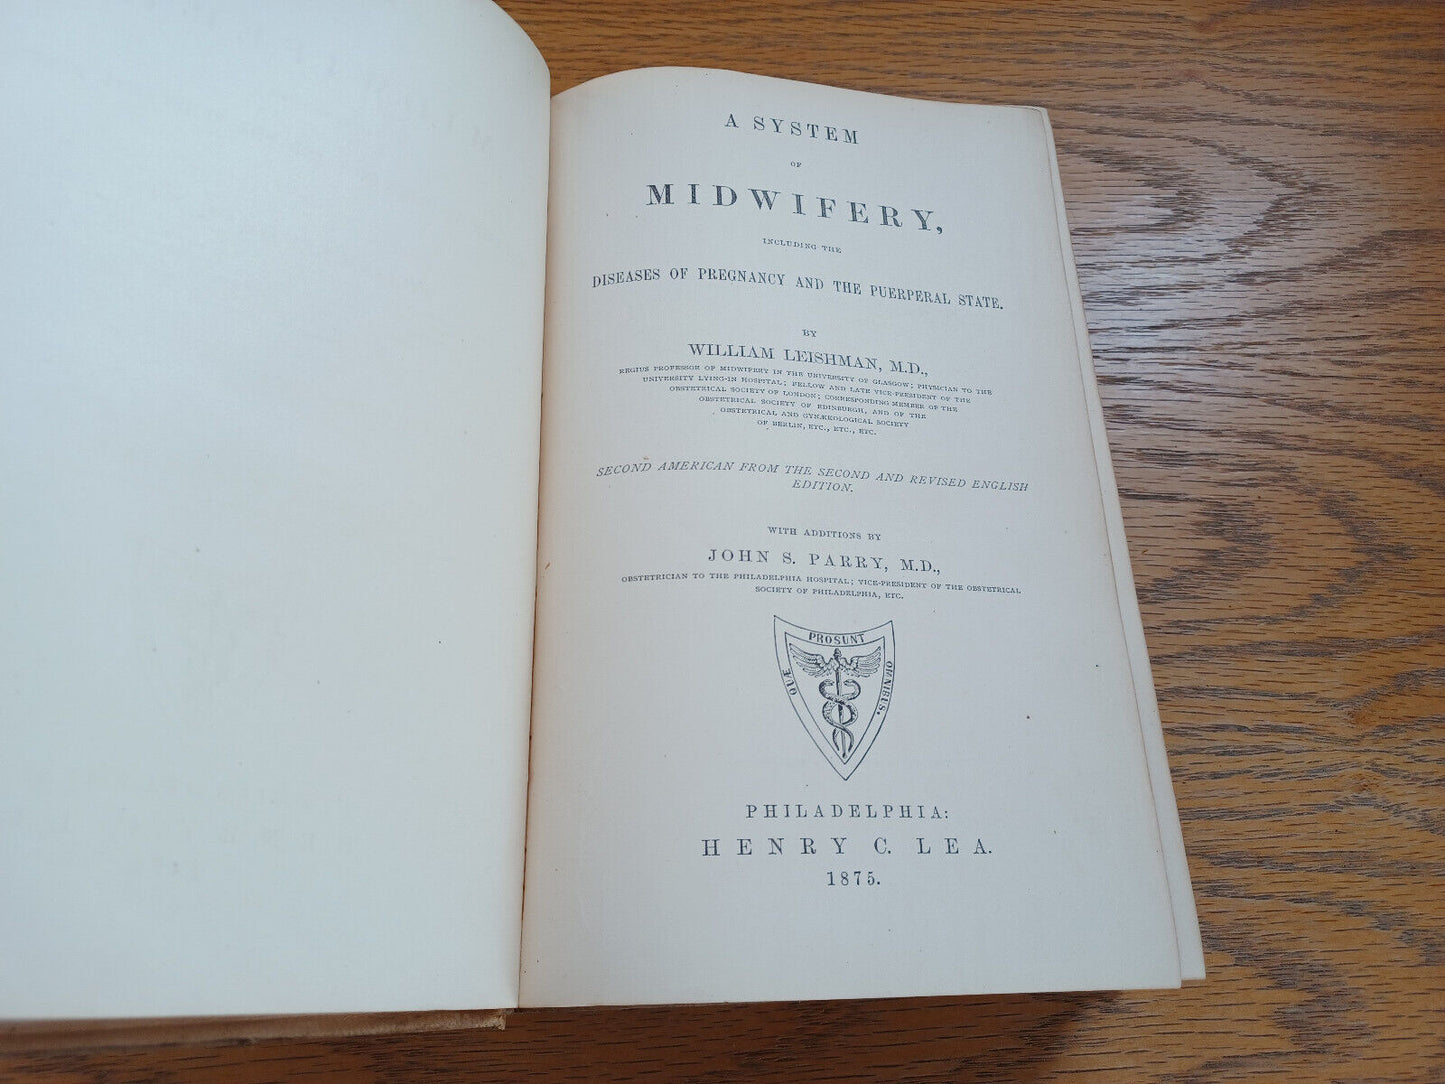 A SYSTEM
OF
MIDWIFERY,
INCLUDING THE
DISEASES OF PREGNANCY AND THE PUERPERAL STATE.
BY
WILLIAM LEISHMAN, M.D.,
REGIUS PROFESSOR OF MIDWIFERY IN THE UNIVERSITY OF GLASGOW; PHYSICIAN TO THE
UNIVERSITY LYING-IN HOSPITAL; FELLOW AND LATE VICE-PRESIDENT OF THE
OBSTETRICAL SOCIETY OF LONDON; CORRESPONDING MEMBER OF THE
OBSTETRICAL SOCIETY OF EDINBURGH, AND OF THE
OBSTETRICAL AND GYNÆKOLOGICAL SOCIETY
OF BERLIN, ETC., ETC., ETC.
SECOND AMERICAN FROM THE SECOND AND REVISED ENGLISH
EDITION.
WITH ADDITIONS BY
JOHN S. PARRY, M.D.,
OBSTETRICIAN TO THE PHILADELPHIA HOSPITAL; VICE-PRESIDENT OF THE OBSTETRICAL
SOCIETY OF PHILADELPHIA, ETC.
QUÆ PROSUNT OMNIBUS.
PHILADELPHIA:
HENRY C. LEA.
1875.